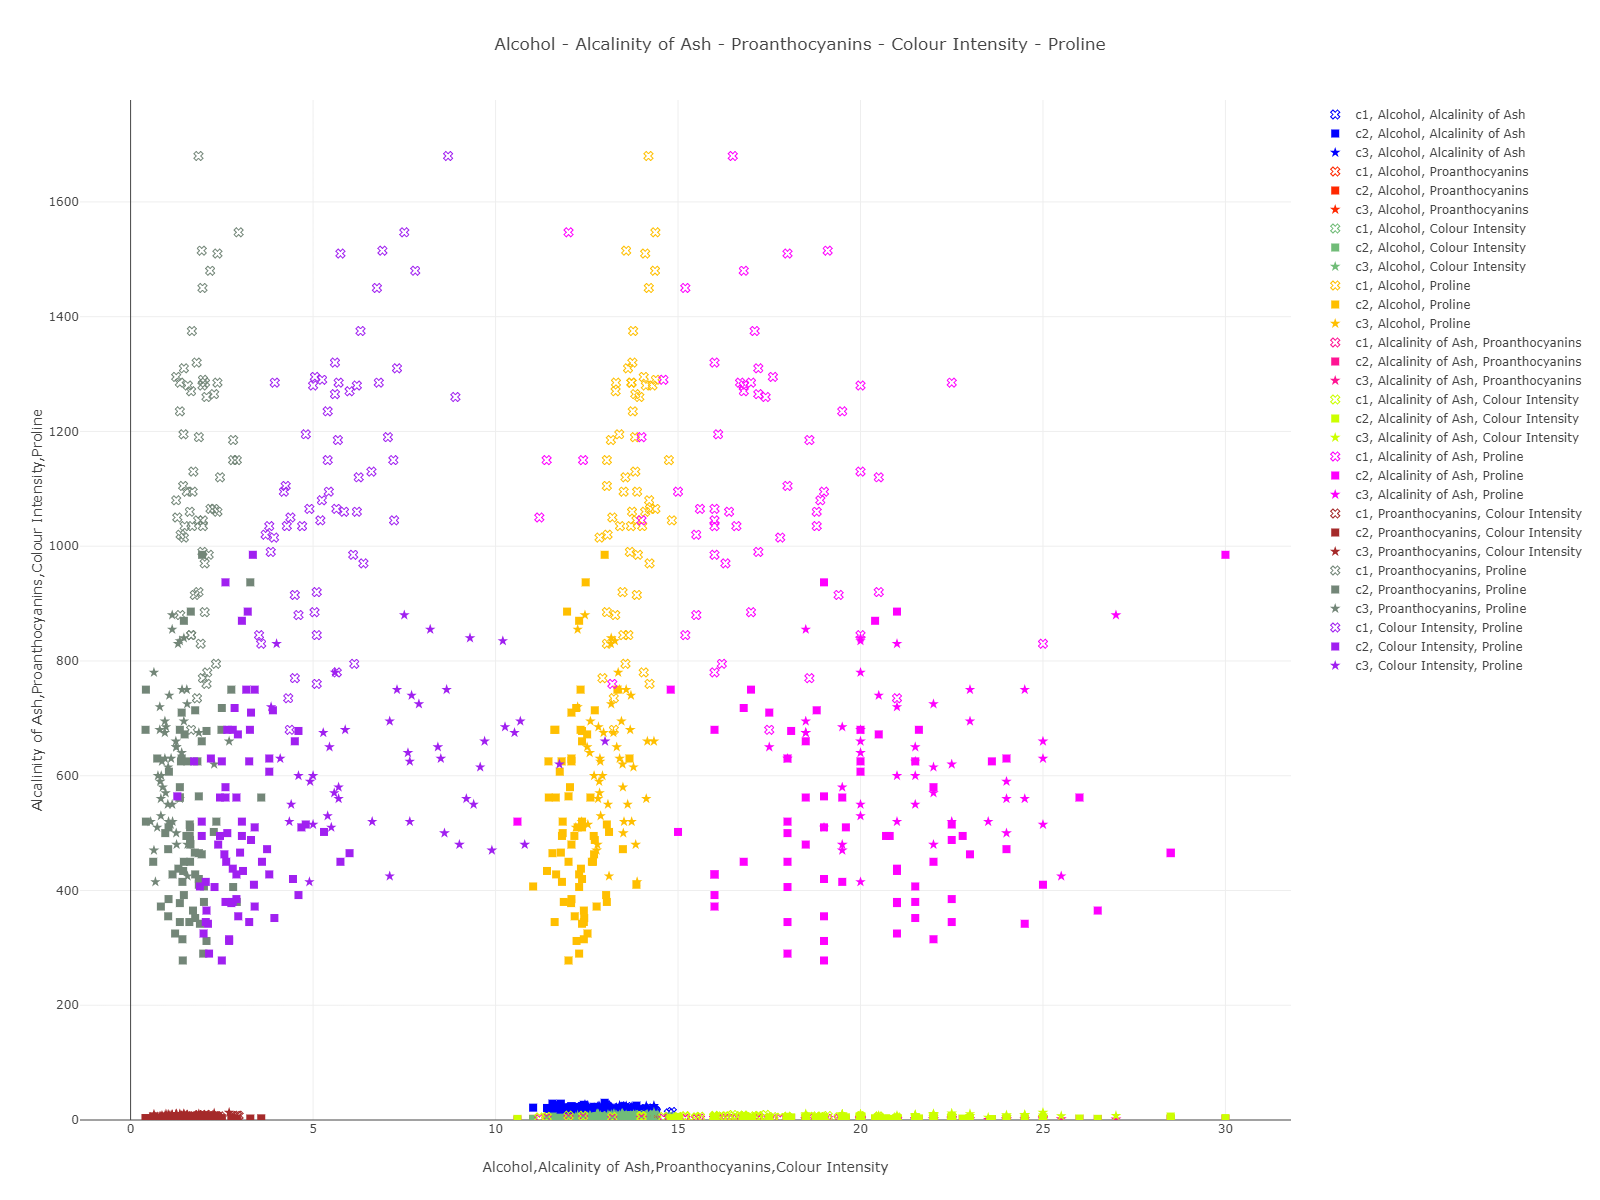 Alcohol - Alcalinity of Ash - Proanthocyanins - Colour Intensity - Proline
c1, Alcohol, Alcalinity of Ash
c2, Alcohol, Alcalinity of Ash
c3, Alcohol, Alcalinity of Ash
c1, Alcohol, Proanthocyanins
c2, Alcohol, Proanthocyanins
c3, Alcohol, Proanthocyanins
c1, Alcohol, Colour Intensity
c2, Alcohol, Colour Intensity
c3, Alcohol, Colour Intensity
c1, Alcohol, Proline
c2, Alcohol, Proline
c3, Alcohol, Proline
c1, Alcalinity of Ash, Proanthocyanins
c2, Alcalinity of Ash, Proanthocyanins
c3, Alcalinity of Ash, Proanthocyanins
c1, Alcalinity of Ash, Colour Intensity
c2, Alcalinity of Ash, Colour Intensity
c3, Alcalinity of Ash, Colour Intensity
c1, Alcalinity of Ash, Proline
c2, Alcalinity of Ash, Proline
c3, Alcalinity of Ash, Proline
c1, Proanthocyanins, Colour Intensity
c2, Proanthocyanins, Colour Intensity
c3, Proanthocyanins, Colour Intensity
c1, Proanthocyanins, Proline
c2, Proanthocyanins, Proline
c3, Proanthocyanins, Proline
c1, Colour Intensity, Proline
c2, Colour Intensity, Proline
c3, Colour Intensity, Proline
Alcalinity of Ash,Proanthocyanins,Colour Intensity,Proline
1600
1400
1200
1000
800
600
400
200
0
0 5 10 15 20 25 30
Alcohol,Alcalinity of Ash,Proanthocyanins,Colour Intensity